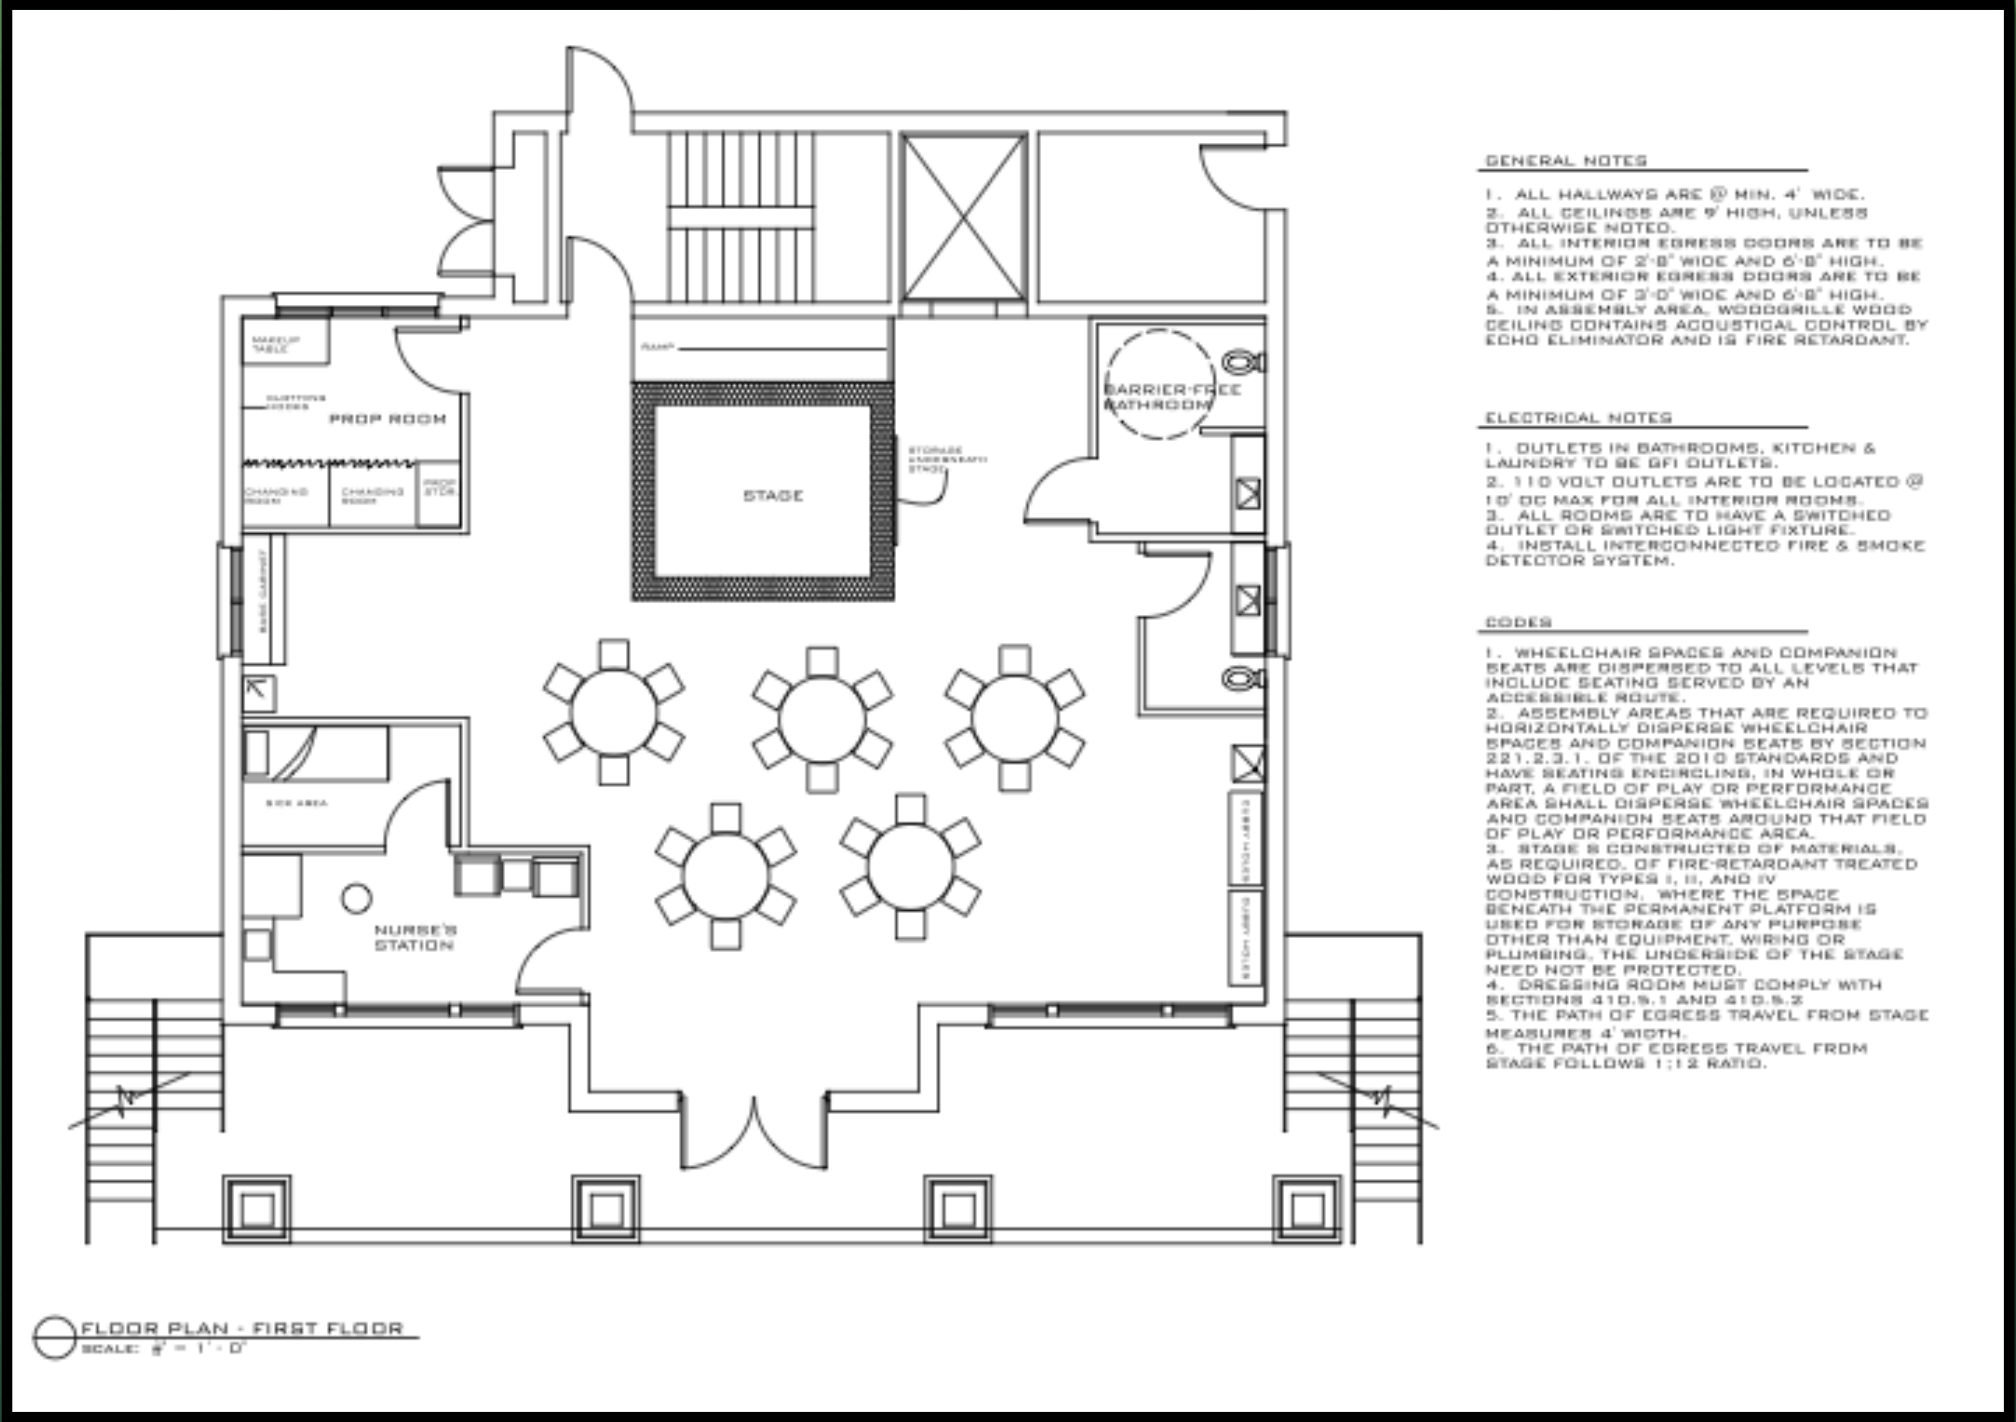 MAKEUP
TABLE
PROP ROOM
CHANGING
ROOM
CHANGING
ROOM
PROP
STOR.
BASE CABINET
SICK AREA
NURSE'S
STATION
RAMP
STAGE
STORAGE
UNDERNEATH
STAGE
BARRIER-FREE
BATHROOM
CUBBY HOLES
CUBBY HOLES
GENERAL NOTES
1. ALL HALLWAYS ARE @ MIN. 4' WIDE.
2. ALL CEILINGS ARE 9' HIGH, UNLESS
OTHERWISE NOTED.
3. ALL INTERIOR EGRESS DOORS ARE TO BE
A MINIMUM OF 2'-8" WIDE AND 6'-8" HIGH.
4. ALL EXTERIOR EGRESS DOORS ARE TO BE
A MINIMUM OF 3'-0" WIDE AND 6'-8" HIGH.
5. IN ASSEMBLY AREA, WOODGRILLE WOOD
CEILING CONTAINS ACOUSTICAL CONTROL BY
ECHO ELIMINATOR AND IS FIRE RETARDANT.
ELECTRICAL NOTES
1. OUTLETS IN BATHROOMS, KITCHEN &
LAUNDRY TO BE GFI OUTLETS.
2. 110 VOLT OUTLETS ARE TO BE LOCATED @
10' OC MAX FOR ALL INTERIOR ROOMS.
3. ALL ROOMS ARE TO HAVE A SWITCHED
OUTLET OR SWITCHED LIGHT FIXTURE.
4. INSTALL INTERCONNECTED FIRE & SMOKE
DETECTOR SYSTEM.
CODES
1. WHEELCHAIR SPACES AND COMPANION
SEATS ARE DISPERSED TO ALL LEVELS THAT
INCLUDE SEATING SERVED BY AN
ACCESSIBLE ROUTE.
2. ASSEMBLY AREAS THAT ARE REQUIRED TO
HORIZONTALLY DISPERSE WHEELCHAIR
SPACES AND COMPANION SEATS BY SECTION
221.2.3.1. OF THE 2010 STANDARDS AND
HAVE SEATING ENCIRCLING, IN WHOLE OR
PART, A FIELD OF PLAY OR PERFORMANCE
AREA SHALL DISPERSE WHEELCHAIR SPACES
AND COMPANION SEATS AROUND THAT FIELD
OF PLAY OR PERFORMANCE AREA.
3. STAGE S CONSTRUCTED OF MATERIALS,
AS REQUIRED, OF FIRE-RETARDANT TREATED
WOOD FOR TYPES I, II, AND IV
CONSTRUCTION. WHERE THE SPACE
BENEATH THE PERMANENT PLATFORM IS
USED FOR STORAGE OF ANY PURPOSE
OTHER THAN EQUIPMENT, WIRING OR
PLUMBING, THE UNDERSIDE OF THE STAGE
NEED NOT BE PROTECTED.
4. DRESSING ROOM MUST COMPLY WITH
SECTIONS 410.5.1 AND 410.5.2
5. THE PATH OF EGRESS TRAVEL FROM STAGE
MEASURES 4' WIDTH.
6. THE PATH OF EGRESS TRAVEL FROM
STAGE FOLLOWS 1:12 RATIO.
FLOOR PLAN - FIRST FLOOR
SCALE: = 1' - 0"